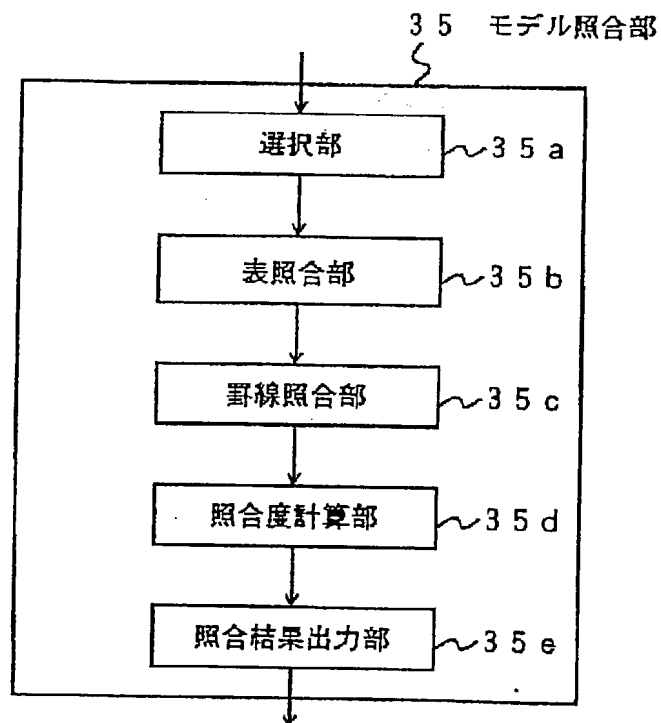 35 モデル照合部
選択部 35a
表照合部 35b
罫線照合部 35c
照合度計算部 35d
照合結果出力部 35e